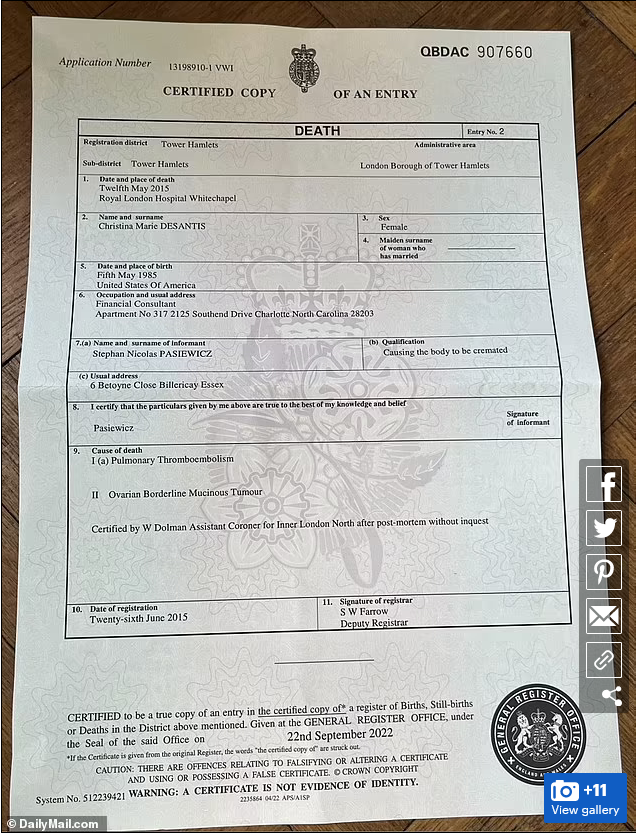 Application Number 13198910-1 VWI
QBDAC 907660
CERTIFIED COPY OF AN ENTRY
DEATH
Entry No. 2
Registration district Tower Hamlets
Administrative area
Sub-district Tower Hamlets
London Borough of Tower Hamlets
1. Date and place of death
Twelfth May 2015
Royal London Hospital Whitechapel
2. Name and surname
Christina Marie DESANTIS
3. Sex
Female
4. Maiden surname
of woman who
has married
5. Date and place of birth
Fifth May 1985
United States Of America
6. Occupation and usual address
Financial Consultant
Apartment No 317 2125 Southend Drive Charlotte North Carolina 28203
7.(a) Name and surname of informant
Stephan Nicolas PASIEWICZ
(b) Qualification
Causing the body to be cremated
(c) Usual address
6 Betoyne Close Billericay Essex
8. I certify that the particulars given by me above are true to the best of my knowledge and belief
Pasiewicz
Signature
of informant
9. Cause of death
I (a) Pulmonary Thromboembolism
II Ovarian Borderline Mucinous Tumour
Certified by W Dolman Assistant Coroner for Inner London North after post-mortem without inquest
10. Date of registration
Twenty-sixth June 2015
11. Signature of registrar
S W Farrow
Deputy Registrar
CERTIFIED to be a true copy of an entry in the certified copy of* a register of Births, Still-births
or Deaths in the District above mentioned. Given at the GENERAL REGISTER OFFICE, under
the Seal of the said Office on 22nd September 2022
*If the Certificate is given from the original Register, the words "the certified copy of" are struck out.
CAUTION: THERE ARE OFFENCES RELATING TO FALSIFYING OR ALTERING A CERTIFICATE
AND USING OR POSSESSING A FALSE CERTIFICATE. © CROWN COPYRIGHT
System No. 512239421 WARNING: A CERTIFICATE IS NOT EVIDENCE OF IDENTITY.
2235864 04/22 APS/A1SP
GENERAL REGISTER OFFICE
ENGLAND AND WALES
+11
View gallery
© DailyMail.com